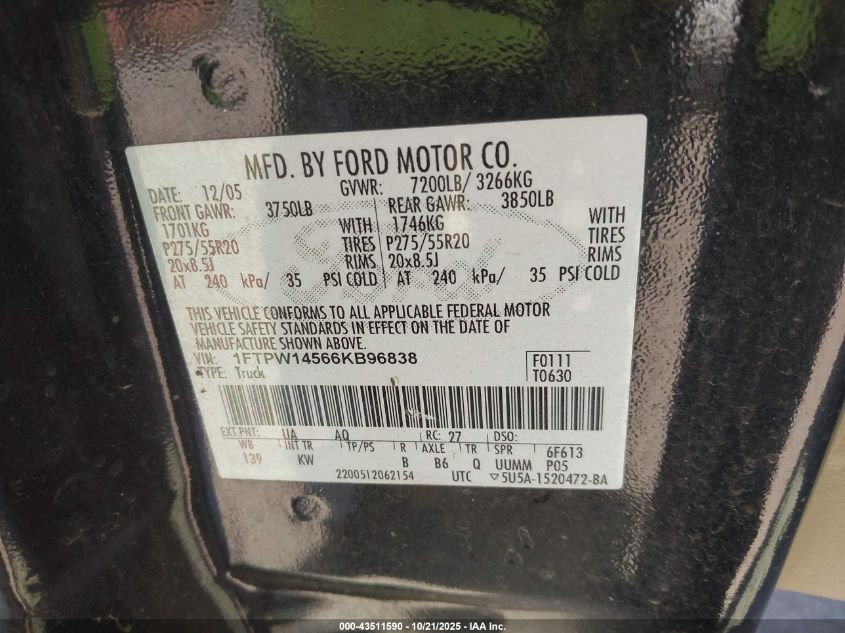 MFD. BY FORD MOTOR CO.
DATE: 12/05 GVWR: 7200LB/ 3266KG
FRONT GAWR: 3750LB REAR GAWR: 3850LB
1701KG WITH 1746KG WITH
P275/55R20 TIRES P275/55R20 TIRES
20x8.5J RIMS 20x8.5J RIMS
AT 240 kPa/ 35 PSI COLD AT 240 kPa/ 35 PSI COLD
THIS VEHICLE CONFORMS TO ALL APPLICABLE FEDERAL MOTOR
VEHICLE SAFETY STANDARDS IN EFFECT ON THE DATE OF
MANUFACTURE SHOWN ABOVE.
VIN: 1FTPW14566KB96838 F0111
TYPE: Truck T0630
EXT PNT: UA AQ RC: 27 DSO:
WB INT TR TP/PS R AXLE TR SPR 6F613
139 KW B B6 Q UUMM P05
2200512062154 UTC ▽5U5A-1520472-BA
000-43511590 - 10/21/2025 - IAA Inc.